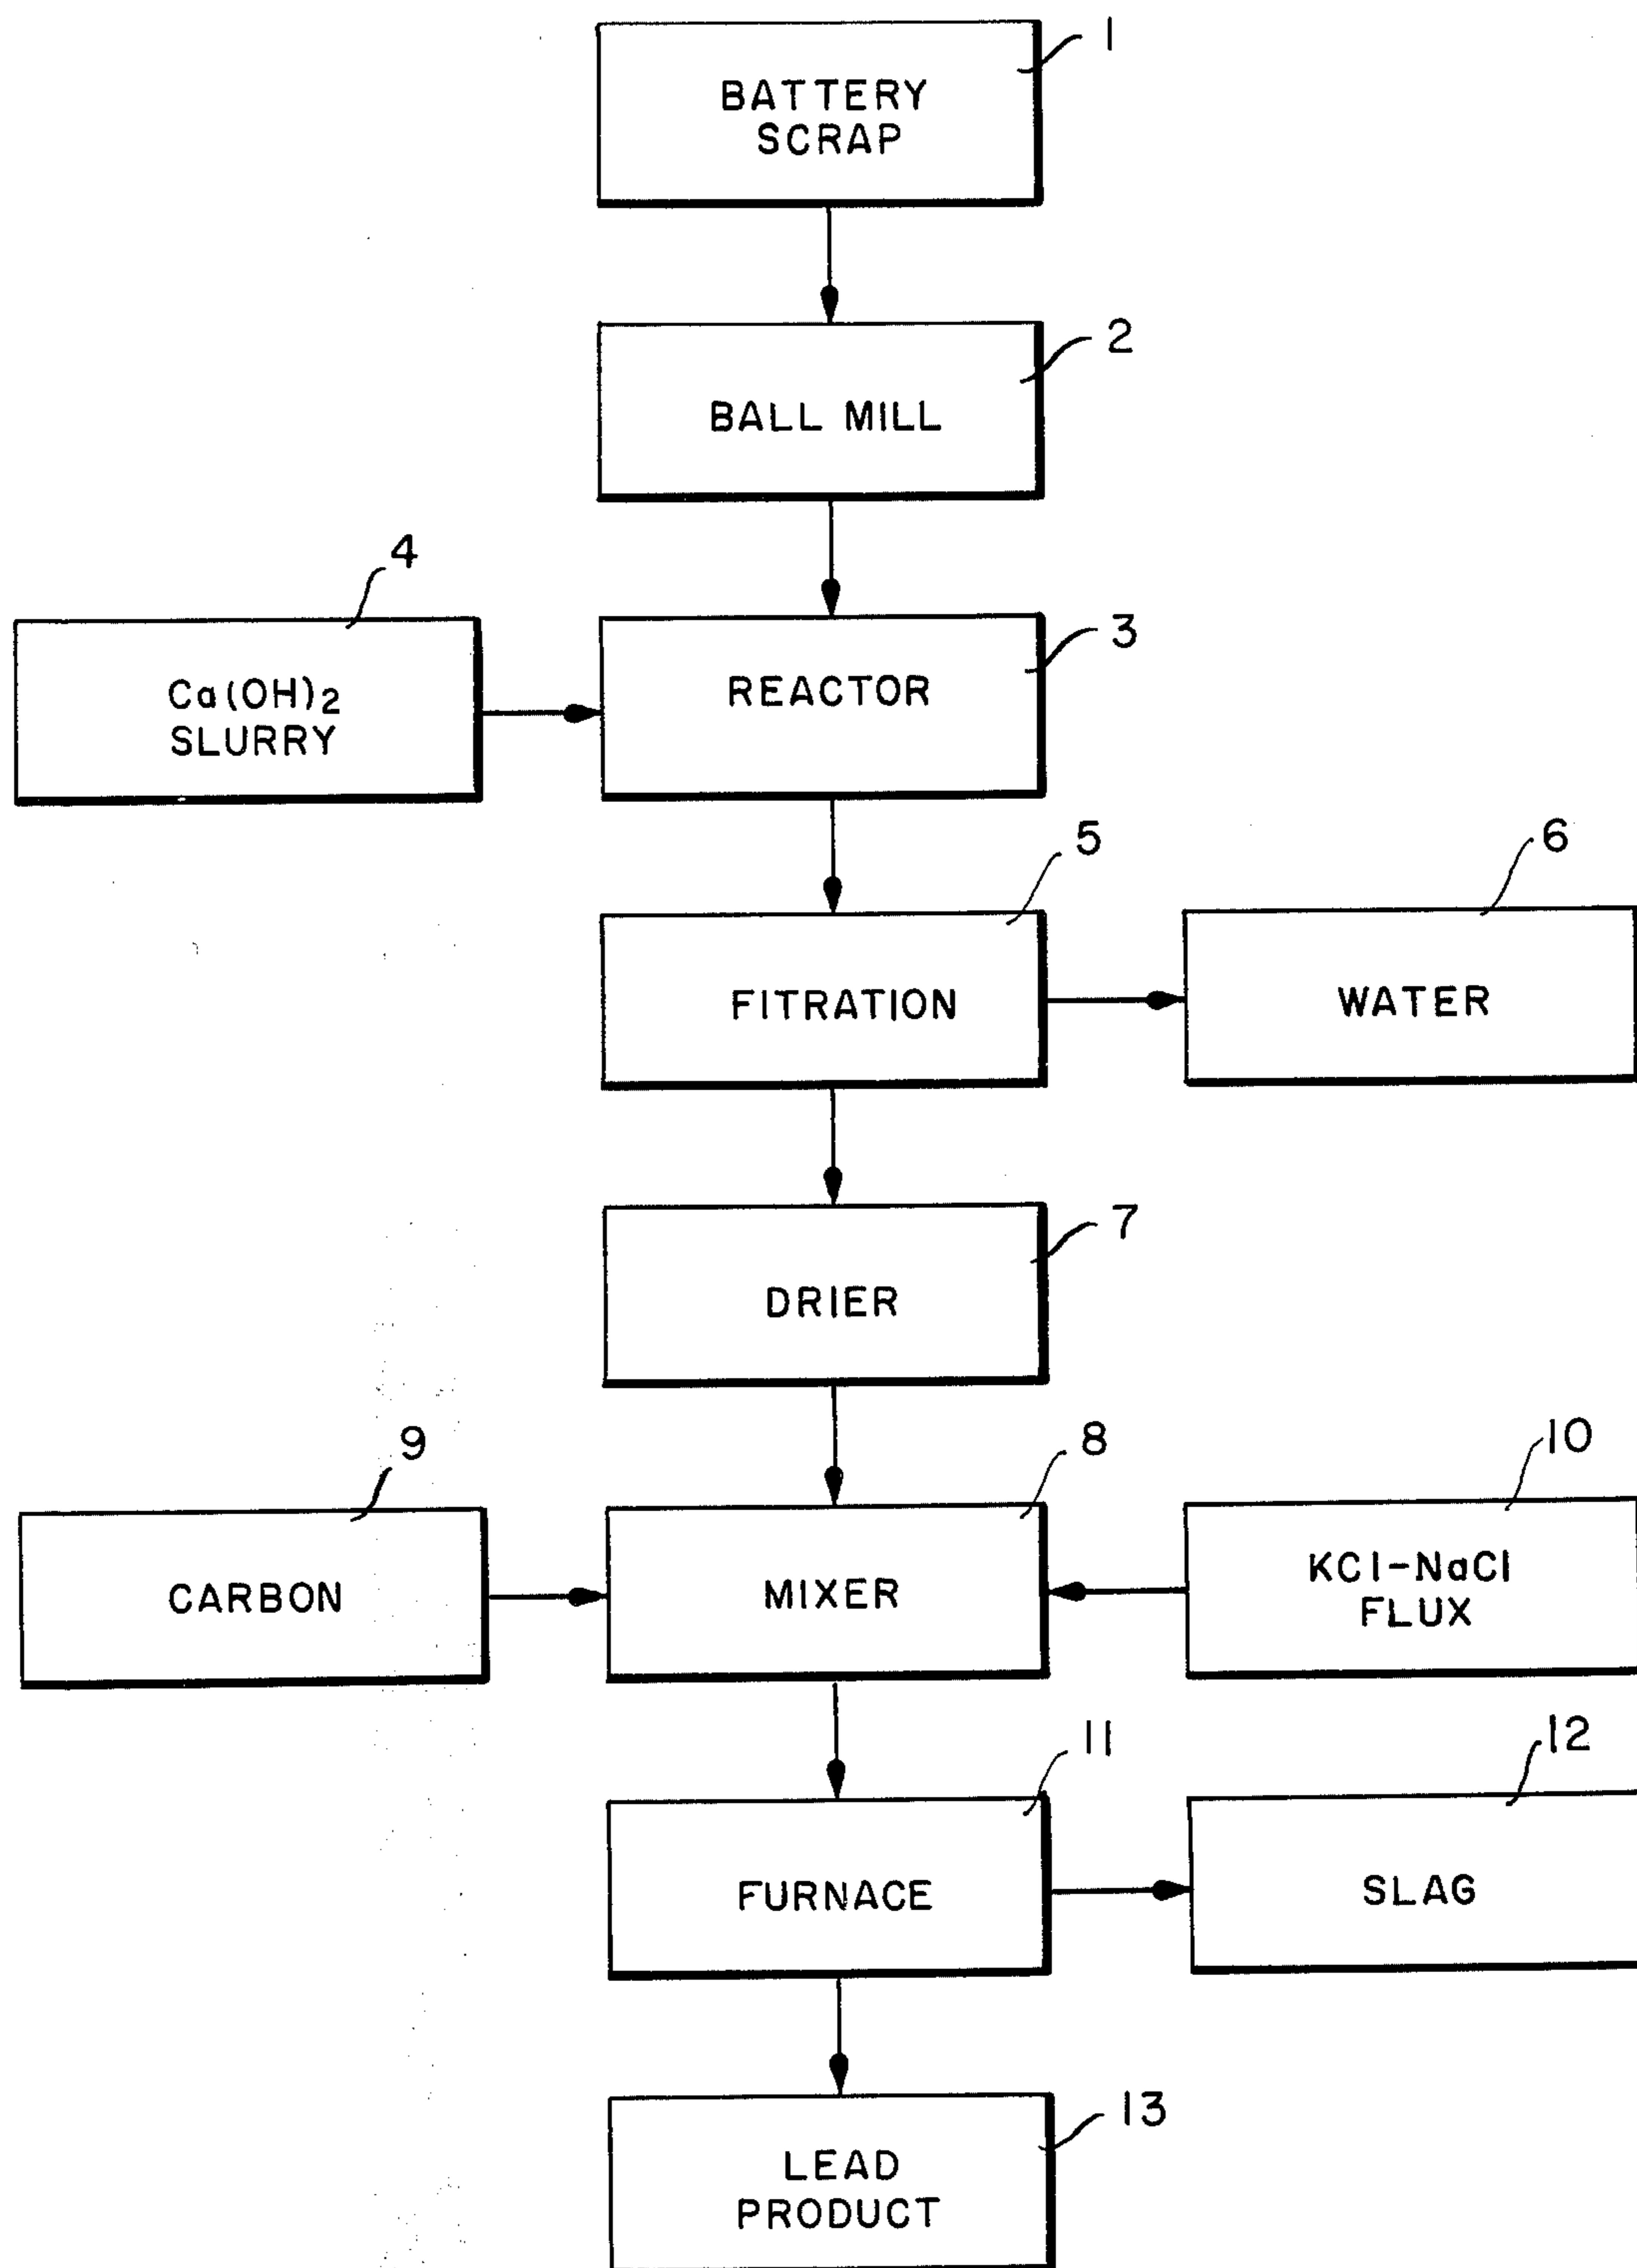 1
BATTERY
SCRAP
2
BALL MILL
4
Ca(OH)2
SLURRY
3
REACTOR
5
FITRATION
6
WATER
7
DRIER
9
CARBON
8
MIXER
10
KCl-NaCl
FLUX
11
FURNACE
12
SLAG
13
LEAD
PRODUCT